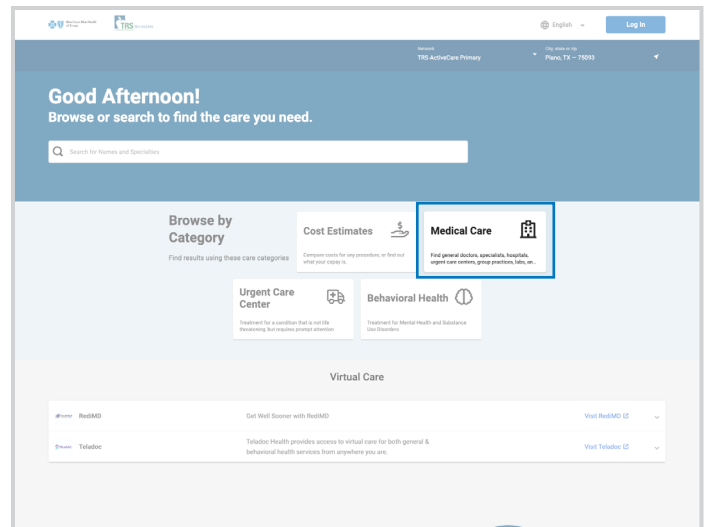 BlueCross BlueShield
of Texas
TRS
English
Log In
Network
TRS-ActiveCare Primary
City, state or zip
Plano, TX — 75093
Good Afternoon!
Browse or search to find the care you need.
Search for Names and Specialties
Browse by
Category
Find results using these care categories
Cost Estimates
Compare costs for any procedure, or find out
what your copay is.
Medical Care
Find general doctors, specialists, hospitals,
urgent care centers, group practices, labs, an...
Urgent Care
Center
Treatment for a condition that is not life
threatening but requires prompt attention
Behavioral Health
Treatment for Mental Health and Substance
Use Disorders
Virtual Care
RediMD
Get Well Sooner with RediMD
Visit RediMD
Teladoc
Teladoc Health provides access to virtual care for both general &
behavioral health services from anywhere you are.
Visit Teladoc